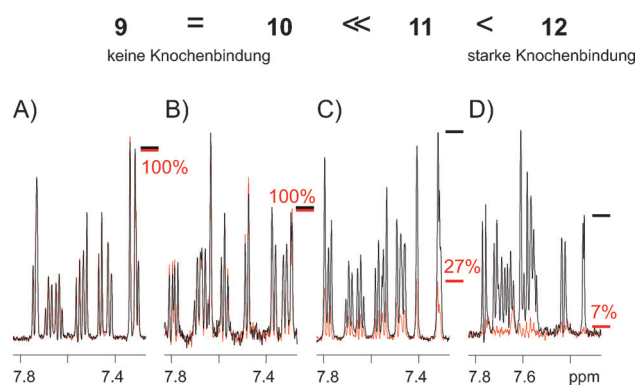 9 = 10 ≪ 11 < 12
keine Knochenbindung starke Knochenbindung
A) B) C) D)
100% 100% 27% 7%
7.8 7.4 7.8 7.4 7.8 7.4 7.8 7.6 ppm